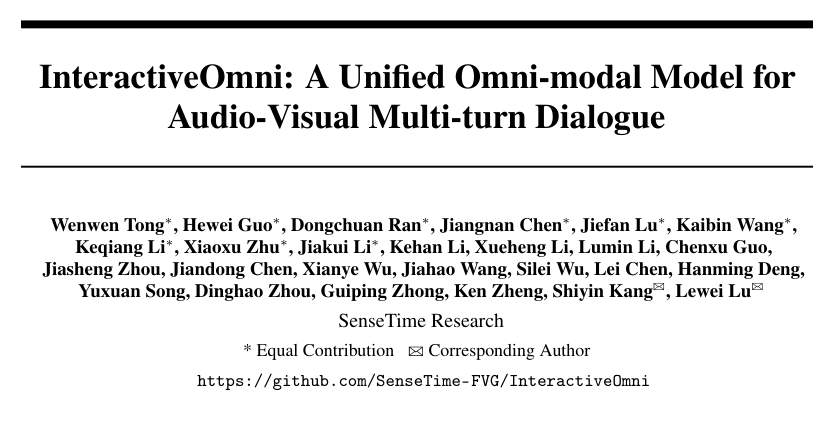 InteractiveOmni: A Unified Omni-modal Model for
Audio-Visual Multi-turn Dialogue
Wenwen Tong*, Hewei Guo*, Dongchuan Ran*, Jiangnan Chen*, Jiefan Lu*, Kaibin Wang*,
Keqiang Li*, Xiaoxu Zhu*, Jiakui Li*, Kehan Li, Xueheng Li, Lumin Li, Chenxu Guo,
Jiasheng Zhou, Jiandong Chen, Xianye Wu, Jiahao Wang, Silei Wu, Lei Chen, Hanming Deng,
Yuxuan Song, Dinghao Zhou, Guiping Zhong, Ken Zheng, Shiyin Kang✉, Lewei Lu✉
SenseTime Research
* Equal Contribution ✉ Corresponding Author
https://github.com/SenseTime-FVG/InteractiveOmni